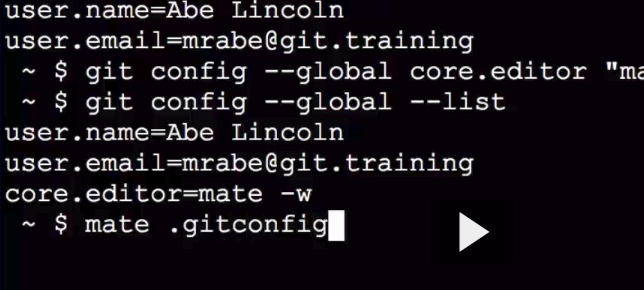 user.name=Abe Lincoln
user.email=mrabe@git.training
~ $ git config --global core.editor "ma
~ $ git config --global --list
user.name=Abe Lincoln
user.email=mrabe@git.training
core.editor=mate -w
~ $ mate .gitconfig